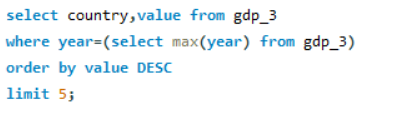 select country,value from gdp_3
where year=(select max(year) from gdp_3)
order by value DESC
limit 5;